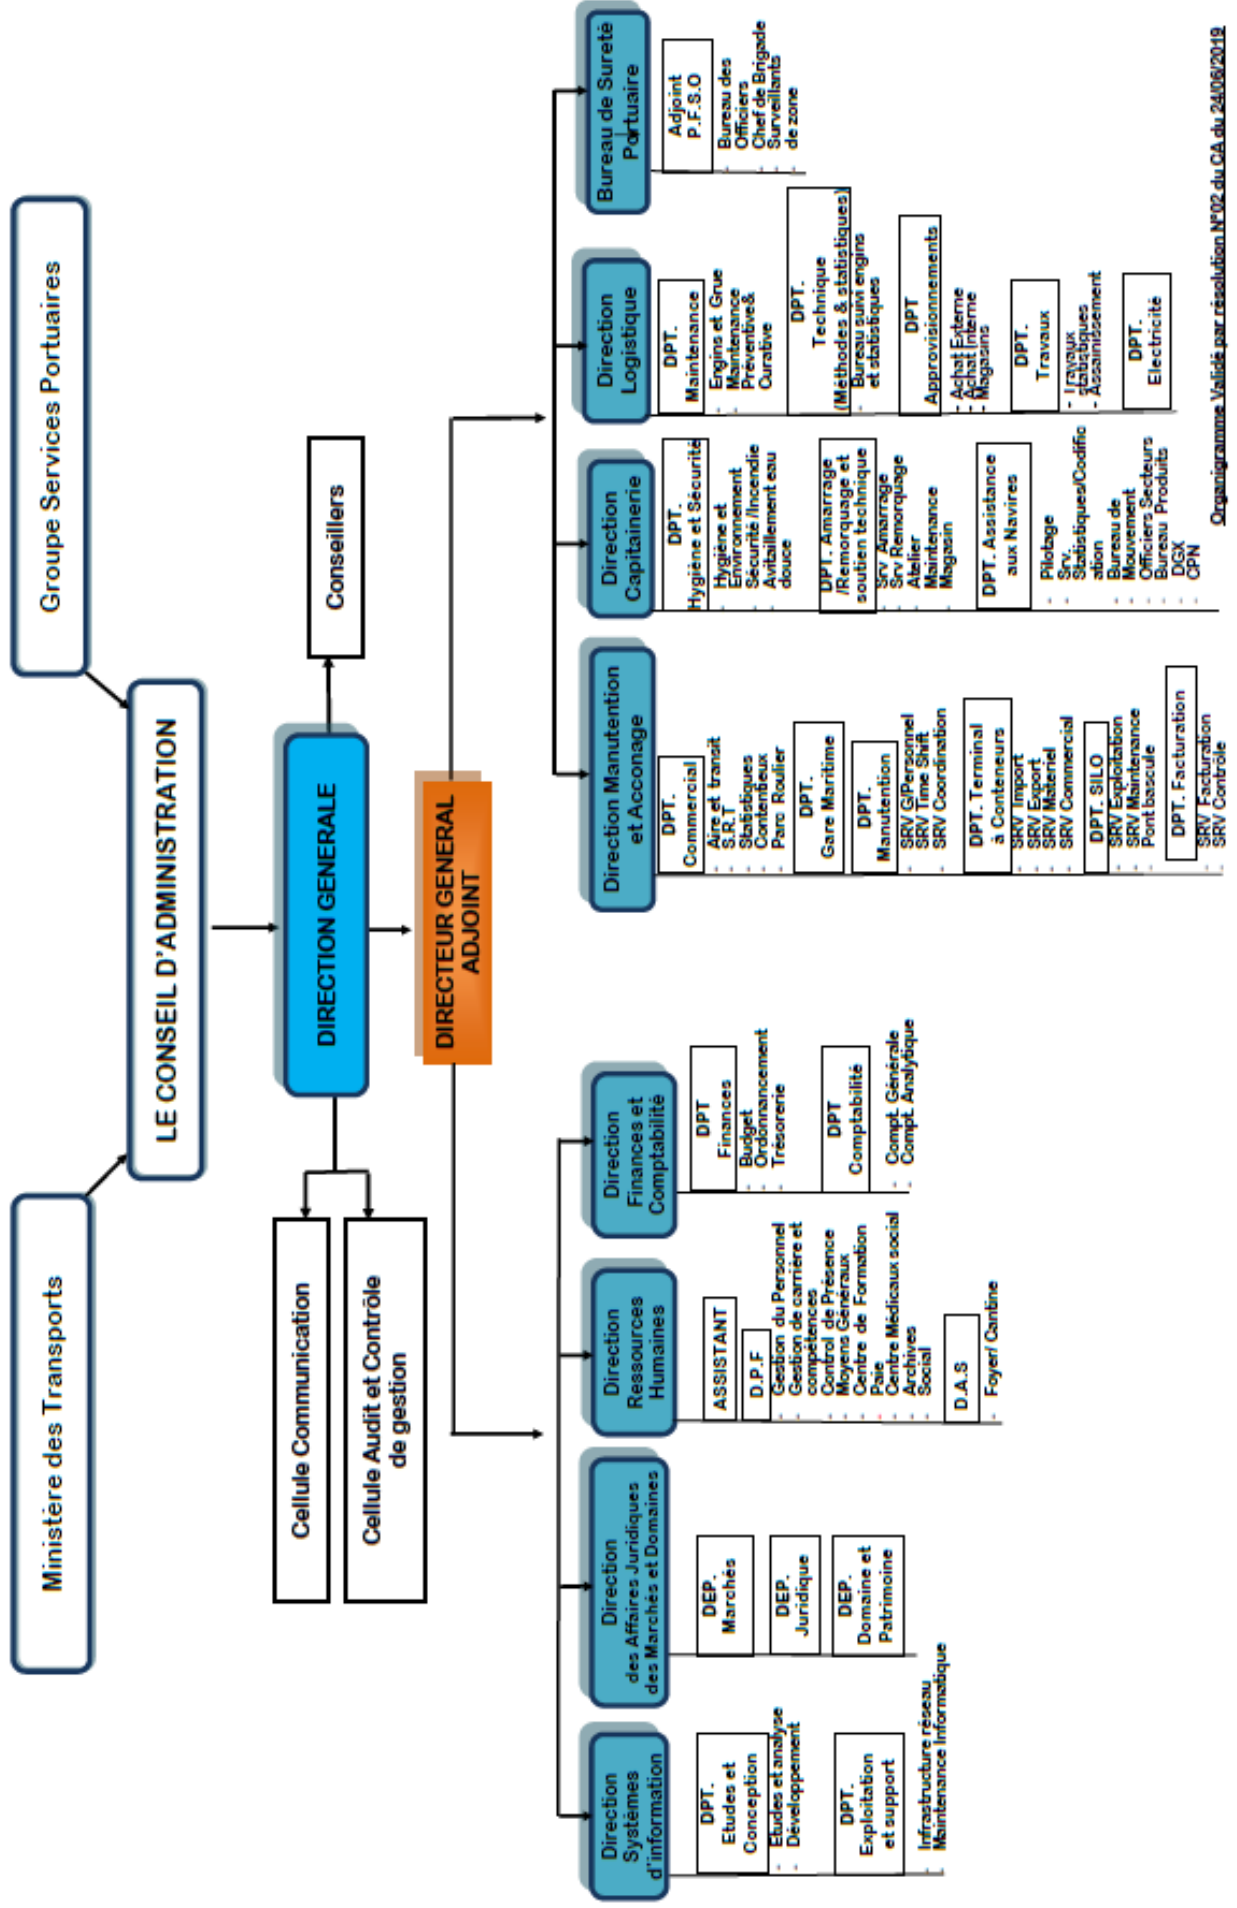 Ministère des Transports
Groupe Services Portuaires
LE CONSEIL D'ADMINISTRATION
Cellule Communication
Cellule Audit et Contrôle
de gestion
DIRECTION GENERALE
Conseillers
DIRECTEUR GENERAL
ADJOINT
Direction
Systèmes
d'information
DPT.
Etudes et
Conception
- Etudes et analyse
- Développement
DPT.
Exploitation
et support
- Infrastructure réseau
- Maintenance Informatique
Direction
des Affaires Juridiques
des Marchés et Domaines
DEP.
Marchés
DEP.
Juridique
DEP.
Domaine et
Patrimoine
Direction
Ressources
Humaines
ASSISTANT
D.P.F
- Gestion du Personnel
- Gestion de carrière et
compétences
- Control de Présence
- Moyens Généraux
- Centre de Formation
- Paie
- Centre Médicaux social
- Archives
- Social
D.A.S
- Foyer/ Cantine
Direction
Finances et
Comptabilité
DPT
Finances
- Budget
- Ordonnancement
- Trésorerie
DPT
Comptabilité
- Compt. Générale
- Compt. Analytique
Direction Manutention
et Acconage
DPT.
Commercial
- Aire et transit
- S.R.T
- Statistiques
- Contentieux
- Parc Roulier
DPT.
Gare Maritime
DPT.
Manutention
- SRV G/Personnel
- SRV Time Shift
- SRV Coordination
DPT. Terminal
à Conteneurs
- SRV Import
- SRV Export
- SRV Matériel
- SRV Commercial
DPT. SILO
- SRV Exploitation
- SRV Maintenance
- Pont bascule
DPT. Facturation
- SRV Facturation
- SRV Contrôle
Direction
Capitainerie
DPT.
Hygiène et Sécurité
- Hygiène et
Environnement
- Sécurité /Incendie
- Avitaillement eau
douce
DPT. Amarrage
/Remorquage et
soutien technique
- Srv Amarrage
- Srv Remorquage
- Atelier
- Maintenance
- Magasin
DPT. Assistance
aux Navires
- Pilotage
- Srv.
Statistiques/Codific
ation
- Bureau de
Mouvement
- Officiers Secteurs
- Bureau Produits
- DGX
- CPN
Direction
Logistique
DPT.
Maintenance
- Engins et Grue
- Maintenance
Préventive&
Curative
DPT.
Technique
(Méthodes & statistiques)
- Bureau suivi engins
et statistiques
DPT
Approvisionnements
- Achat Externe
- Achat Interne
- Magasins
DPT.
Travaux
- Travaux
- statistiques
- Assainissement
DPT.
Electricité
Bureau de Sureté
Portuaire
Adjoint
P.F.S.O
- Bureau des
Officiers
- Chef de Brigade
- Surveillants
de zone
Organigramme Validé par résolution N°02 du CA du 24/06/2019